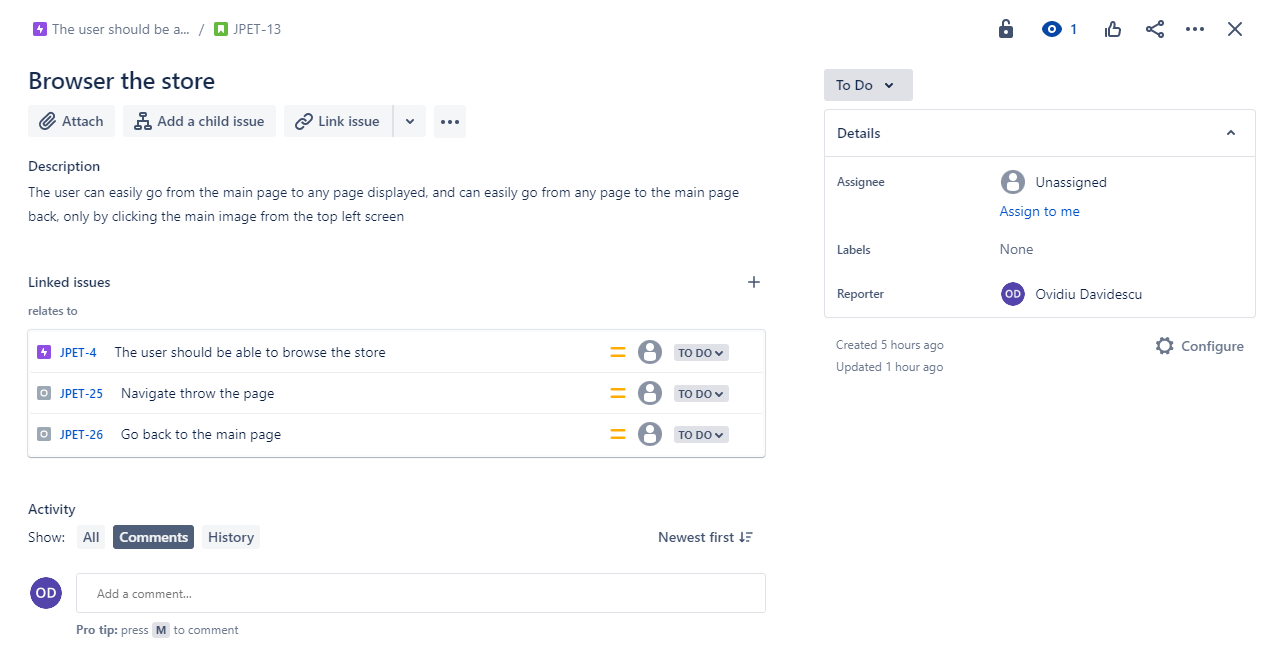 The user should be a... / JPET-13
1
Browser the store
Attach
Add a child issue
Link issue
Description
The user can easily go from the main page to any page displayed, and can easily go from any page to the main page
back, only by clicking the main image from the top left screen
Linked issues
relates to
JPET-4 The user should be able to browse the store TO DO
JPET-25 Navigate throw the page TO DO
JPET-26 Go back to the main page TO DO
Activity
Show: All Comments History Newest first
OD Add a comment...
Pro tip: press M to comment
To Do
Details
Assignee Unassigned
Assign to me
Labels None
Reporter OD Ovidiu Davidescu
Created 5 hours ago Configure
Updated 1 hour ago